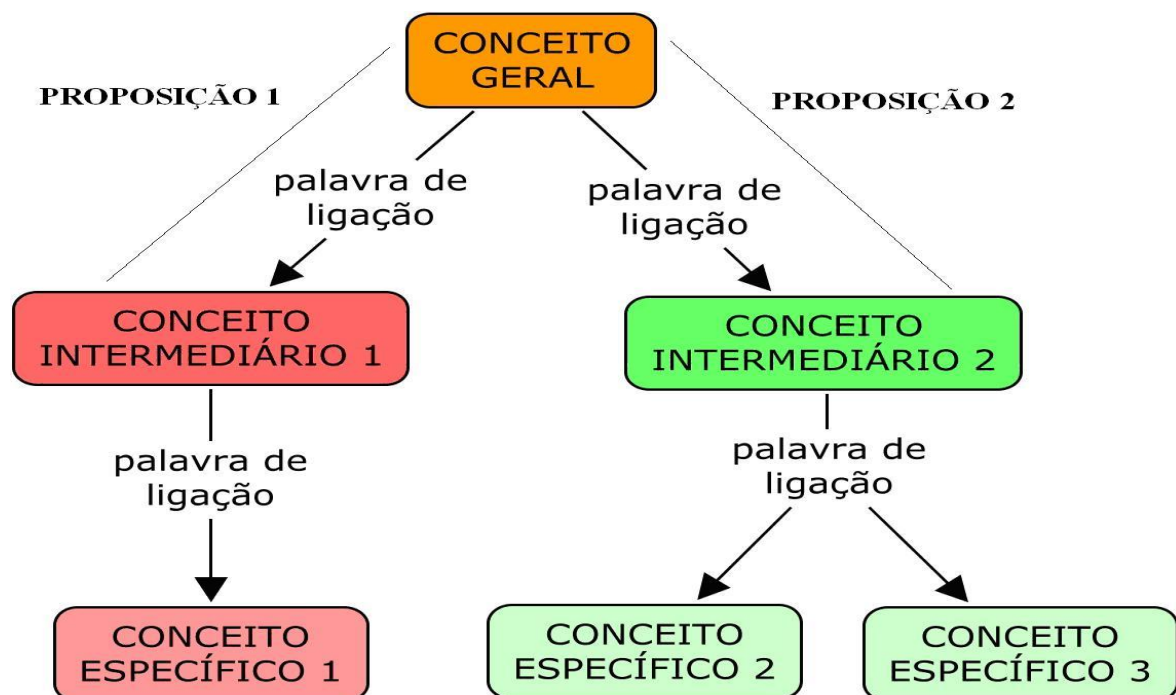 CONCEITO
GERAL
PROPOSIÇÃO 1
PROPOSIÇÃO 2
palavra de
ligação
palavra de
ligação
CONCEITO
INTERMEDIÁRIO 1
CONCEITO
INTERMEDIÁRIO 2
palavra de
ligação
palavra de
ligação
CONCEITO
ESPECÍFICO 1
CONCEITO
ESPECÍFICO 2
CONCEITO
ESPECÍFICO 3